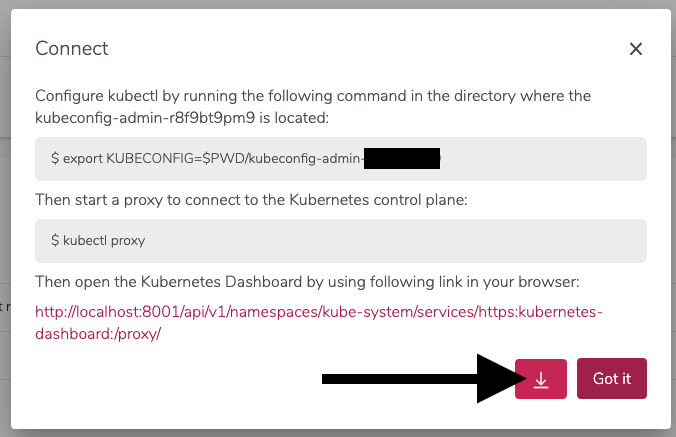 Connect
Configure kubectl by running the following command in the directory where the
kubeconfig-admin-r8f9bt9pm9 is located:
$ export KUBECONFIG=$PWD/kubeconfig-admin-
Then start a proxy to connect to the Kubernetes control plane:
$ kubectl proxy
Then open the Kubernetes Dashboard by using following link in your browser:
http://localhost:8001/api/v1/namespaces/kube-system/services/https:kubernetes-
dashboard:/proxy/
Got it